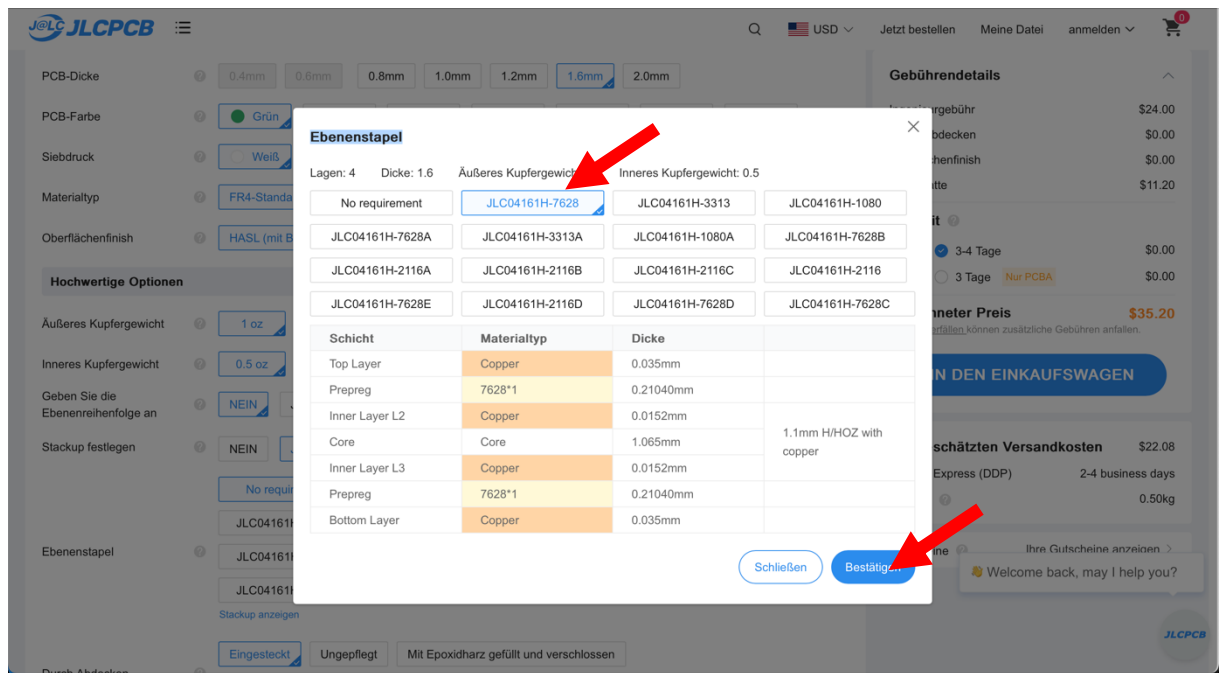 J@LC JLCPCB USD Jetzt bestellen Meine Datei anmelden 0
PCB-Dicke 0.4mm 0.6mm 0.8mm 1.0mm 1.2mm 1.6mm 2.0mm
Gebührendetails
PCB-Farbe Grün
$24.00
Ebenenstapel
$0.00
Siebdruck Weiß
$0.00
Lagen: 4 Dicke: 1.6 Äußeres Kupfergewicht Inneres Kupfergewicht: 0.5
$11.20
Materialtyp FR4-Standa
No requirement JLC04161H-7628 JLC04161H-3313 JLC04161H-1080
Oberflächenfinish HASL (mit B
JLC04161H-7628A JLC04161H-3313A JLC04161H-1080A JLC04161H-7628B
3-4 Tage $0.00
JLC04161H-2116A JLC04161H-2116B JLC04161H-2116C JLC04161H-2116
3 Tage Nur PCBA $0.00
Hochwertige Optionen
JLC04161H-7628E JLC04161H-2116D JLC04161H-7628D JLC04161H-7628C
Preis $35.20
können zusätzliche Gebühren anfallen.
Äußeres Kupfergewicht 1 oz
Schicht Materialtyp Dicke
Top Layer Copper 0.035mm
Inneres Kupfergewicht 0.5 oz
IN DEN EINKAUFSWAGEN
Prepreg 7628*1 0.21040mm
Geben Sie die
Ebenenreihenfolge an NEIN
Inner Layer L2 Copper 0.0152mm
Core Core 1.065mm
1.1mm H/HOZ with
copper
Stackup festlegen NEIN
schätzten Versandkosten $22.08
Inner Layer L3 Copper 0.0152mm
Express (DDP) 2-4 business days
No requir
Prepreg 7628*1 0.21040mm
0.50kg
JLC04161H
Bottom Layer Copper 0.035mm
Ebenenstapel JLC04161H
Ihre Gutscheine anzeigen
Schließen Bestätigen
👋 Welcome back, may I help you?
JLC04161H
Stackup anzeigen
JLCPCB
Eingesteckt Ungepflegt Mit Epoxidharz gefüllt und verschlossen
Durch Abdecken